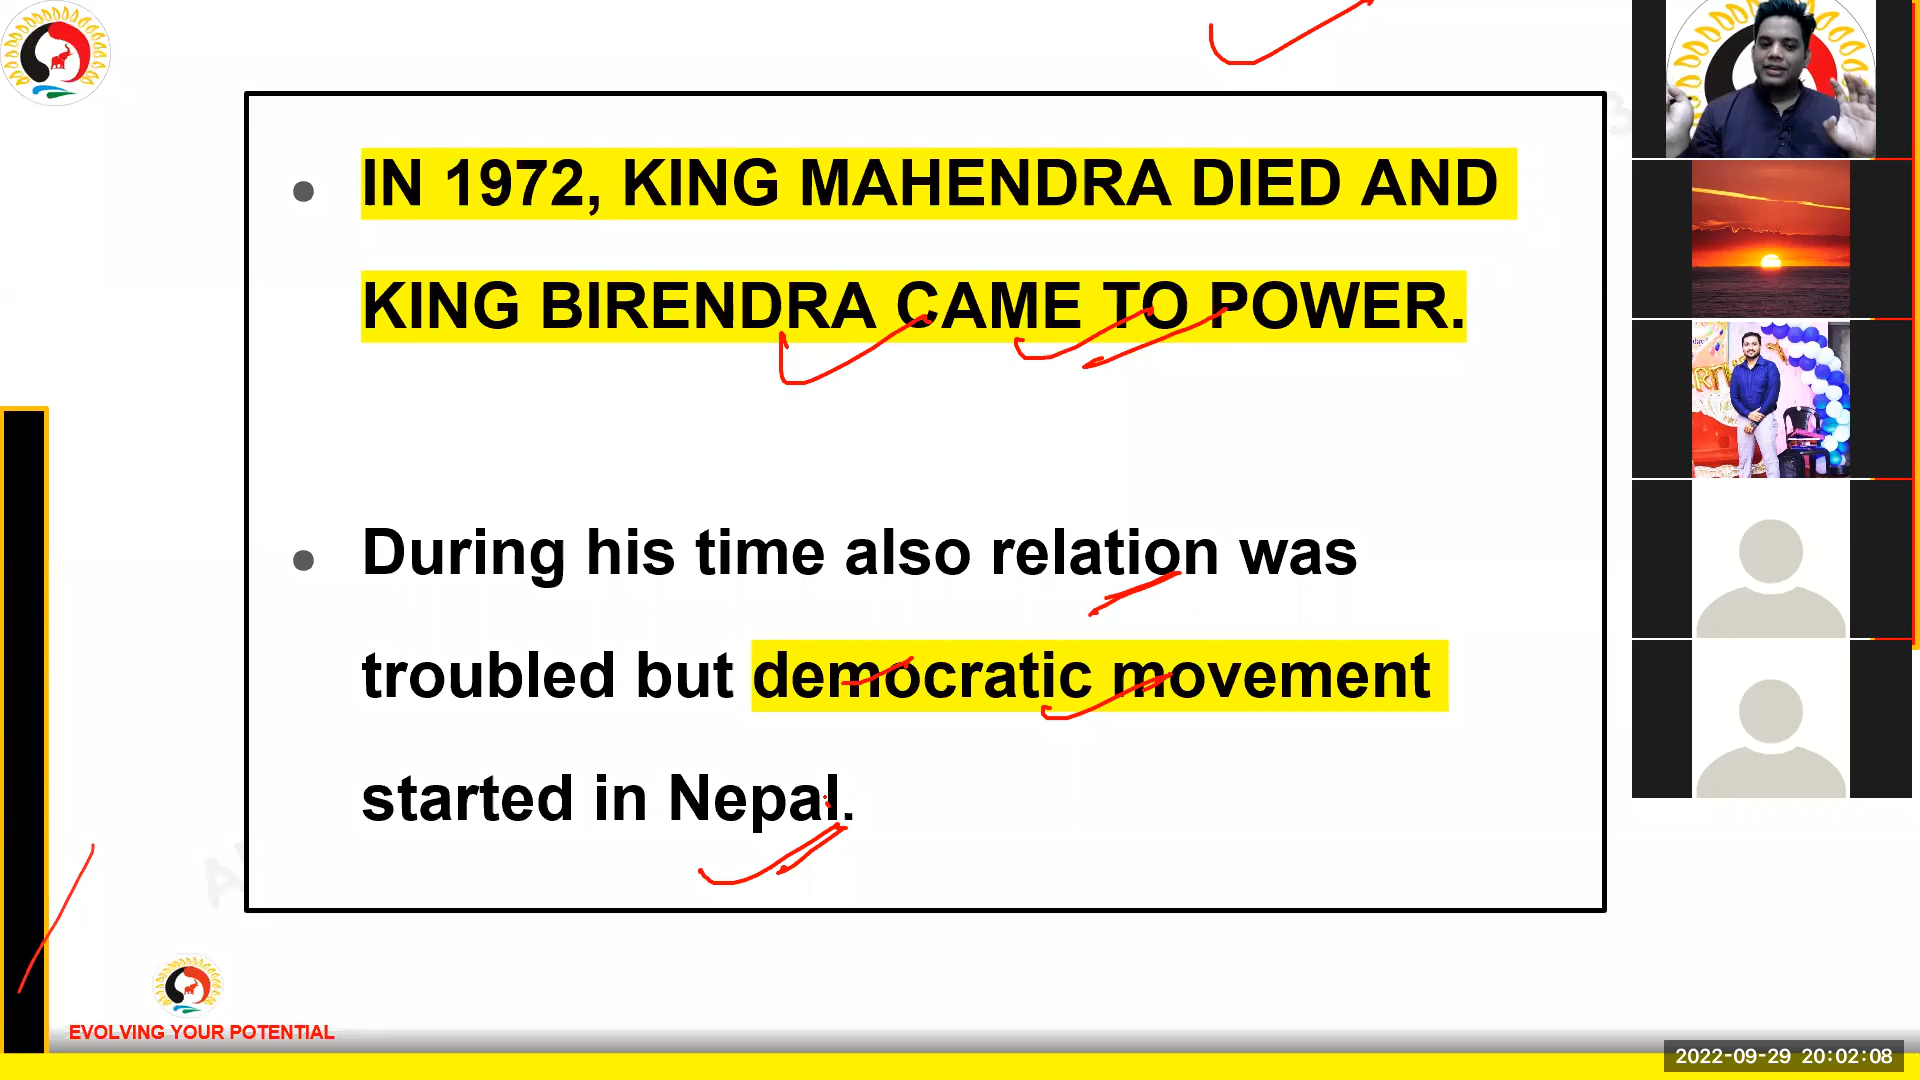 IN 1972, KING MAHENDRA DIED AND
KING BIRENDRA CAME TO POWER.
During his time also relation was
troubled but democratic movement
started in Nepal.
EVOLVING YOUR POTENTIAL
2022-09-29 20:02:08